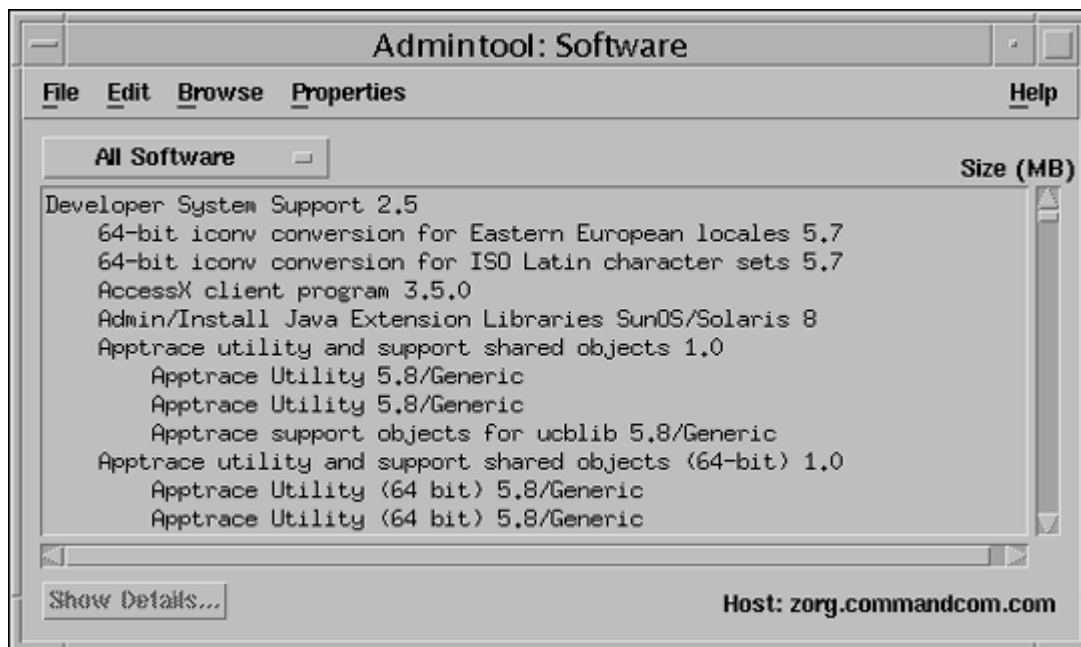 Admintool: Software
File Edit Browse Properties Help
All Software
Size (MB)
Developer System Support 2.5
64-bit iconv conversion for Eastern European locales 5.7
64-bit iconv conversion for ISO Latin character sets 5.7
AccessX client program 3.5.0
Admin/Install Java Extension Libraries SunOS/Solaris 8
Apptrace utility and support shared objects 1.0
Apptrace Utility 5.8/Generic
Apptrace Utility 5.8/Generic
Apptrace support objects for ucblib 5.8/Generic
Apptrace utility and support shared objects (64-bit) 1.0
Apptrace Utility (64 bit) 5.8/Generic
Apptrace Utility (64 bit) 5.8/Generic
Show Details...
Host: zorg.commandcom.com